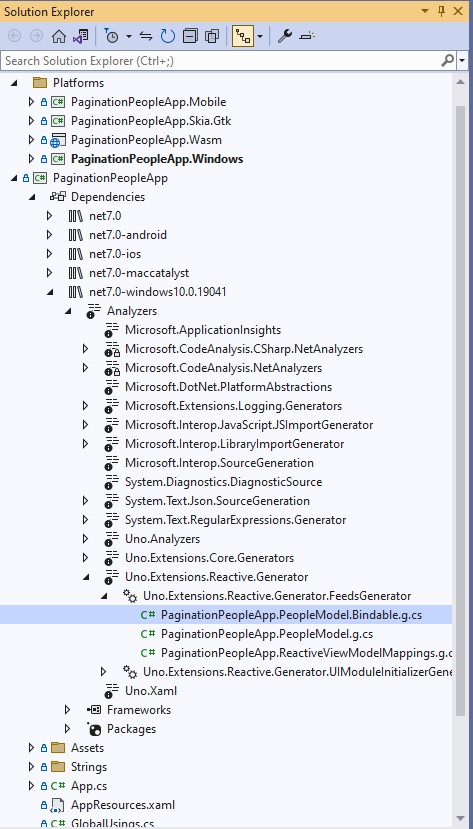 Solution Explorer
Search Solution Explorer (Ctrl+;)
Platforms
C# PaginationPeopleApp.Mobile
C# PaginationPeopleApp.Skia.Gtk
PaginationPeopleApp.Wasm
C# PaginationPeopleApp.Windows
C# PaginationPeopleApp
Dependencies
net7.0
net7.0-android
net7.0-ios
net7.0-maccatalyst
net7.0-windows10.0.19041
Analyzers
Microsoft.ApplicationInsights
Microsoft.CodeAnalysis.CSharp.NetAnalyzers
Microsoft.CodeAnalysis.NetAnalyzers
Microsoft.DotNet.PlatformAbstractions
Microsoft.Extensions.Logging.Generators
Microsoft.Interop.JavaScript.JSImportGenerator
Microsoft.Interop.LibraryImportGenerator
Microsoft.Interop.SourceGeneration
System.Diagnostics.DiagnosticSource
System.Text.Json.SourceGeneration
System.Text.RegularExpressions.Generator
Uno.Analyzers
Uno.Extensions.Core.Generators
Uno.Extensions.Reactive.Generator
Uno.Extensions.Reactive.Generator.FeedsGenerator
C# PaginationPeopleApp.PeopleModel.Bindable.g.cs
C# PaginationPeopleApp.PeopleModel.g.cs
C# PaginationPeopleApp.ReactiveViewModelMappings.g.c
Uno.Extensions.Reactive.Generator.UIModuleInitializerGene
Uno.Xaml
Frameworks
Packages
Assets
Strings
C# App.cs
AppResources.xaml
C# GlobalUsings.cs